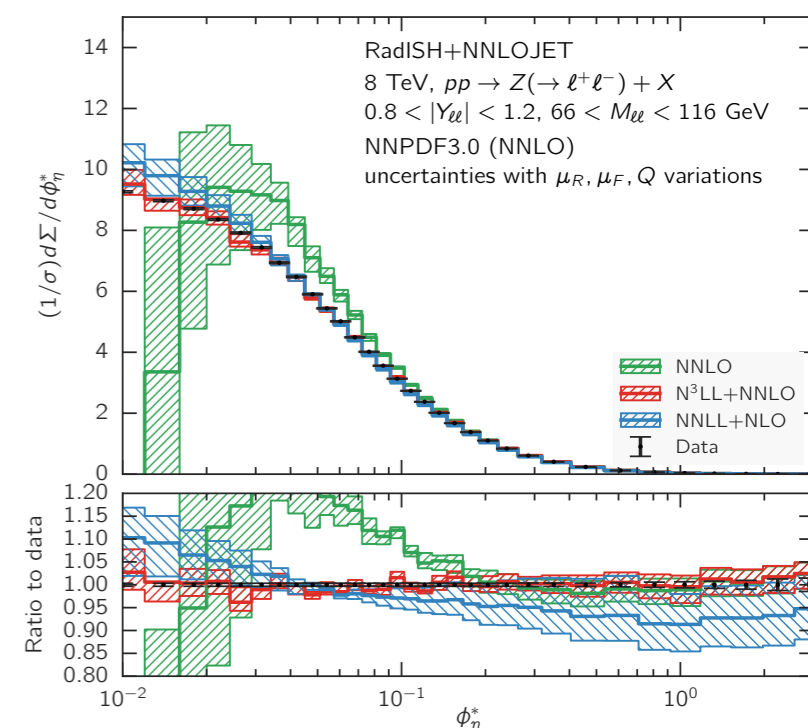 14
12
10
8
6
4
2
0
(1/σ)dΣ/dϕ*η
RadISH+NNLOJET
8 TeV, pp → Z(→ ℓ⁺ℓ⁻) + X
0.8 < |Yℓℓ| < 1.2, 66 < Mℓℓ < 116 GeV
NNPDF3.0 (NNLO)
uncertainties with μR, μF, Q variations
NNLO
N³LL+NNLO
NNLL+NLO
Data
1.20
1.15
1.10
1.05
1.00
0.95
0.90
0.85
0.80
Ratio to data
10⁻² 10⁻¹ 10⁰
ϕ*η